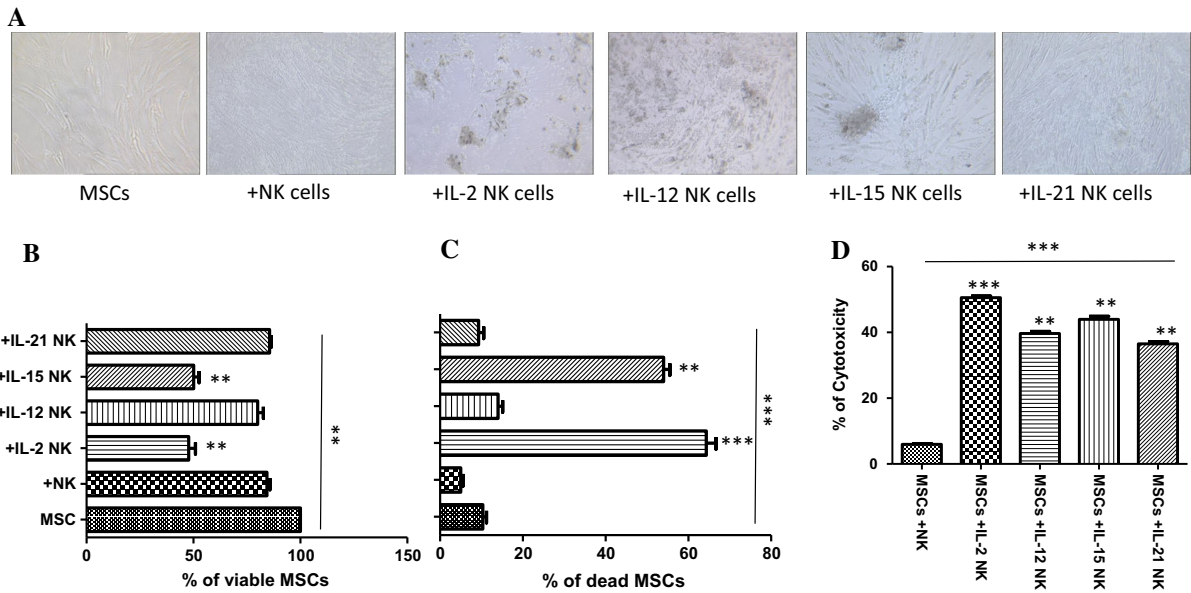 A
MSCs
+NK cells
+IL-2 NK cells
+IL-12 NK cells
+IL-15 NK cells
+IL-21 NK cells
B
+IL-21 NK
+IL-15 NK
+IL-12 NK
+IL-2 NK
+NK
MSC
**
**
**
0 50 100 150
% of viable MSCs
C
**
***
***
0 20 40 60 80
% of dead MSCs
D
***
***
**
**
**
% of Cytotoxicity
60
40
20
0
MSCs +NK
MSCs +IL-2 NK
MSCs +IL-12 NK
MSCs +IL-15 NK
MSCs +IL-21 NK